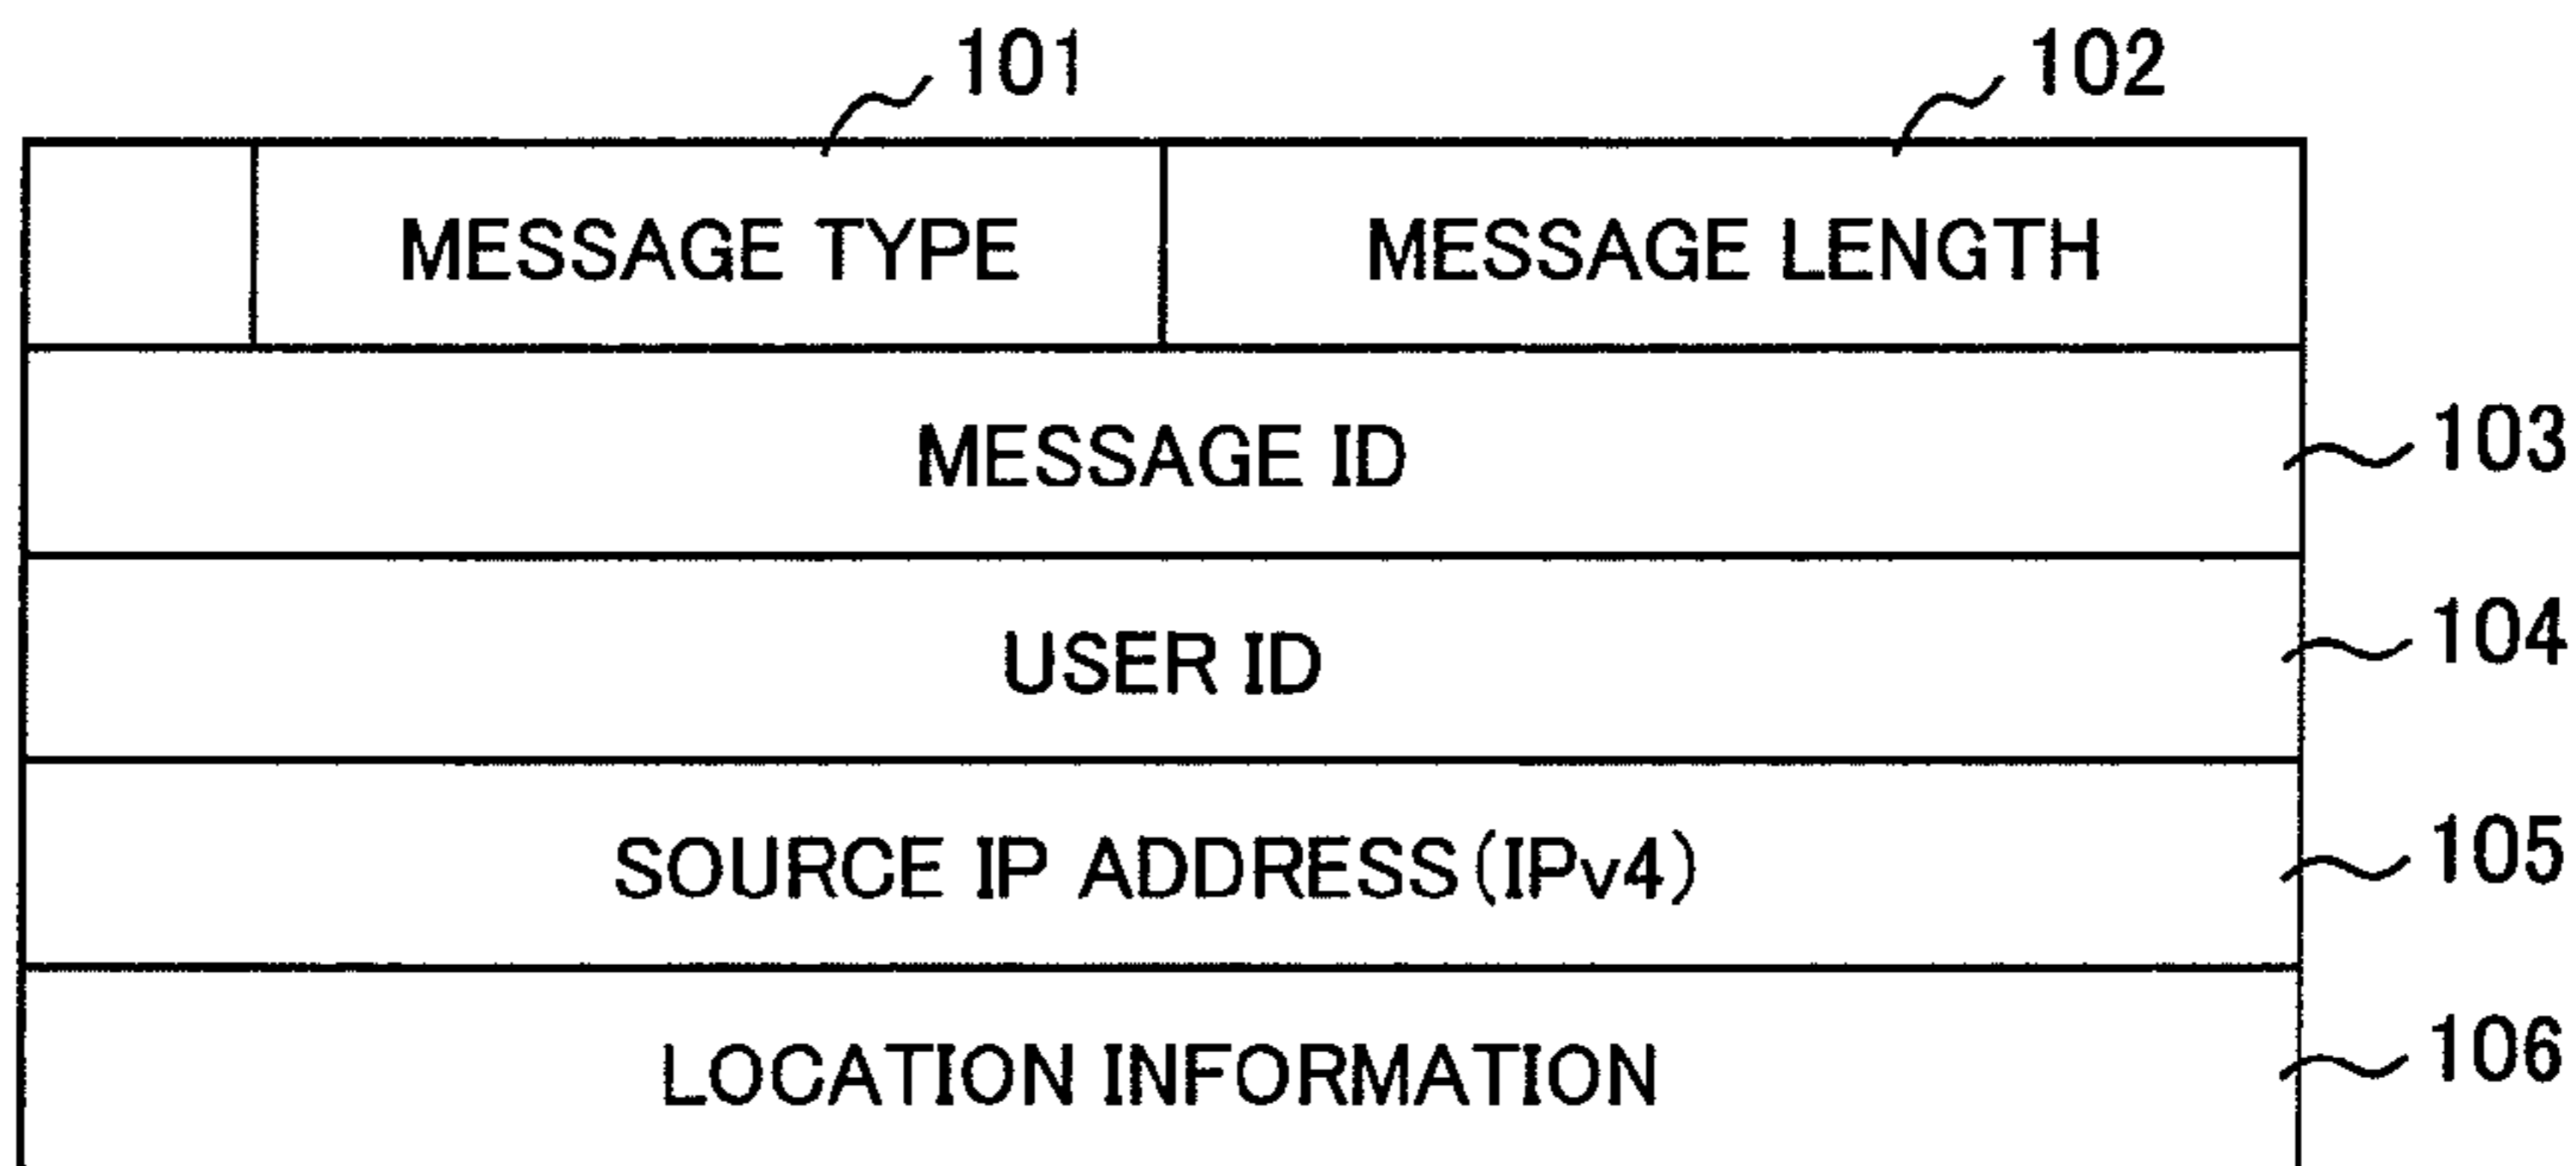 101 102
MESSAGE TYPE MESSAGE LENGTH
MESSAGE ID 103
USER ID 104
SOURCE IP ADDRESS(IPv4) 105
LOCATION INFORMATION 106